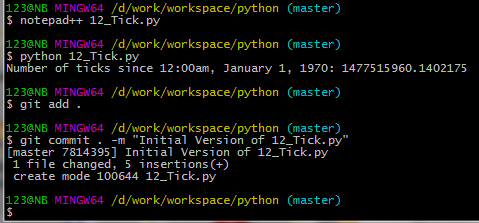 123@NB MINGW64 /d/work/workspace/python (master)
$ notepad++ 12_Tick.py
123@NB MINGW64 /d/work/workspace/python (master)
$ python 12_Tick.py
Number of ticks since 12:00am, January 1, 1970: 1477515960.1402175
123@NB MINGW64 /d/work/workspace/python (master)
$ git add .
123@NB MINGW64 /d/work/workspace/python (master)
$ git commit . -m "Initial Version of 12_Tick.py"
[master 7814395] Initial Version of 12_Tick.py
 1 file changed, 5 insertions(+)
 create mode 100644 12_Tick.py
123@NB MINGW64 /d/work/workspace/python (master)
$